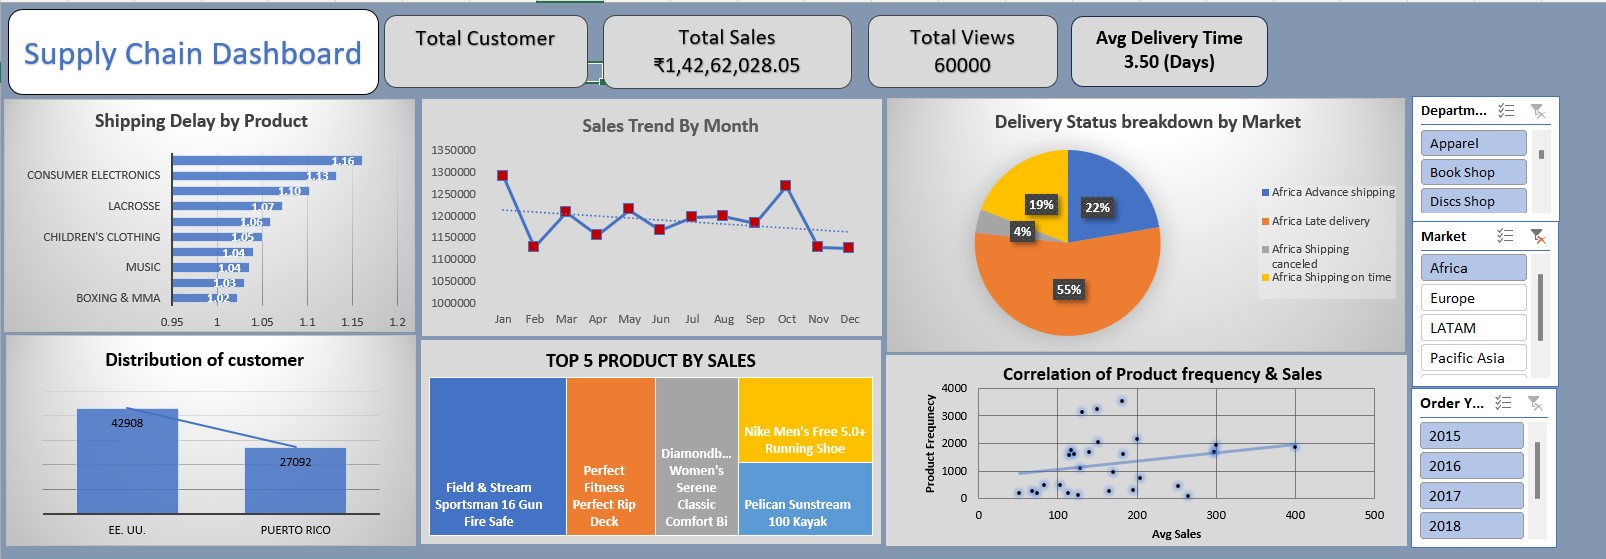 Supply Chain Dashboard
Total Customer
Total Sales
₹1,42,62,028.05
Total Views
60000
Avg Delivery Time
3.50 (Days)
Shipping Delay by Product
1.16
CONSUMER ELECTRONICS
1.13
1.10
LACROSSE
1.07
1.06
CHILDREN'S CLOTHING
1.05
1.04
MUSIC
1.04
1.03
BOXING & MMA
1.02
0.95 1 1.05 1.1 1.15 1.2
Sales Trend By Month
1350000
1300000
1250000
1200000
1150000
1100000
1050000
1000000
Jan Feb Mar Apr May Jun Jul Aug Sep Oct Nov Dec
Delivery Status breakdown by Market
19%
22%
4%
55%
Africa Advance shipping
Africa Late delivery
Africa Shipping
canceled
Africa Shipping on time
Departm...
Apparel
Book Shop
Discs Shop
Market
Africa
Europe
LATAM
Pacific Asia
Order Y...
2015
2016
2017
2018
Distribution of customer
42908
27092
EE. UU. PUERTO RICO
TOP 5 PRODUCT BY SALES
Field & Stream
Sportsman 16 Gun
Fire Safe
Perfect
Fitness
Perfect Rip
Deck
Diamondb...
Women's
Serene
Classic
Comfort Bi
Nike Men's Free 5.0+
Running Shoe
Pelican Sunstream
100 Kayak
Correlation of Product frequency & Sales
Product Frequnecy
4000
3000
2000
1000
0
0 100 200 300 400 500
Avg Sales